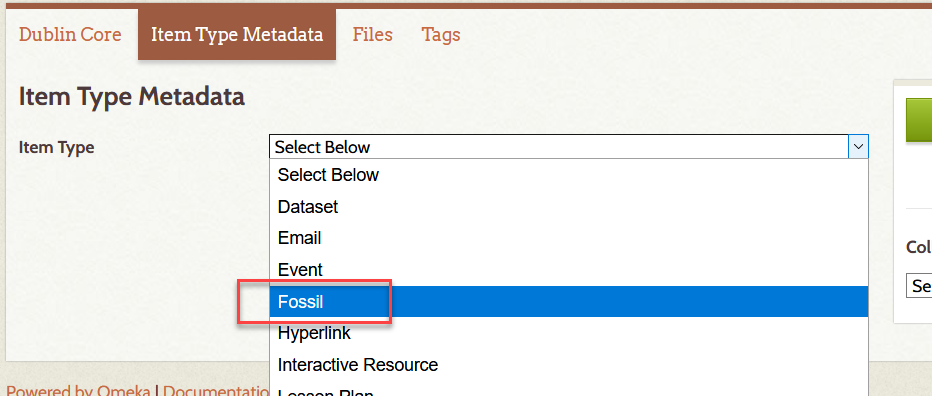 Dublin Core Item Type Metadata Files Tags
Item Type Metadata
Item Type
Select Below
Select Below
Dataset
Email
Event
Fossil
Hyperlink
Interactive Resource
Lesson Plan
Col
Se
Powered by Omeka | Documentatio